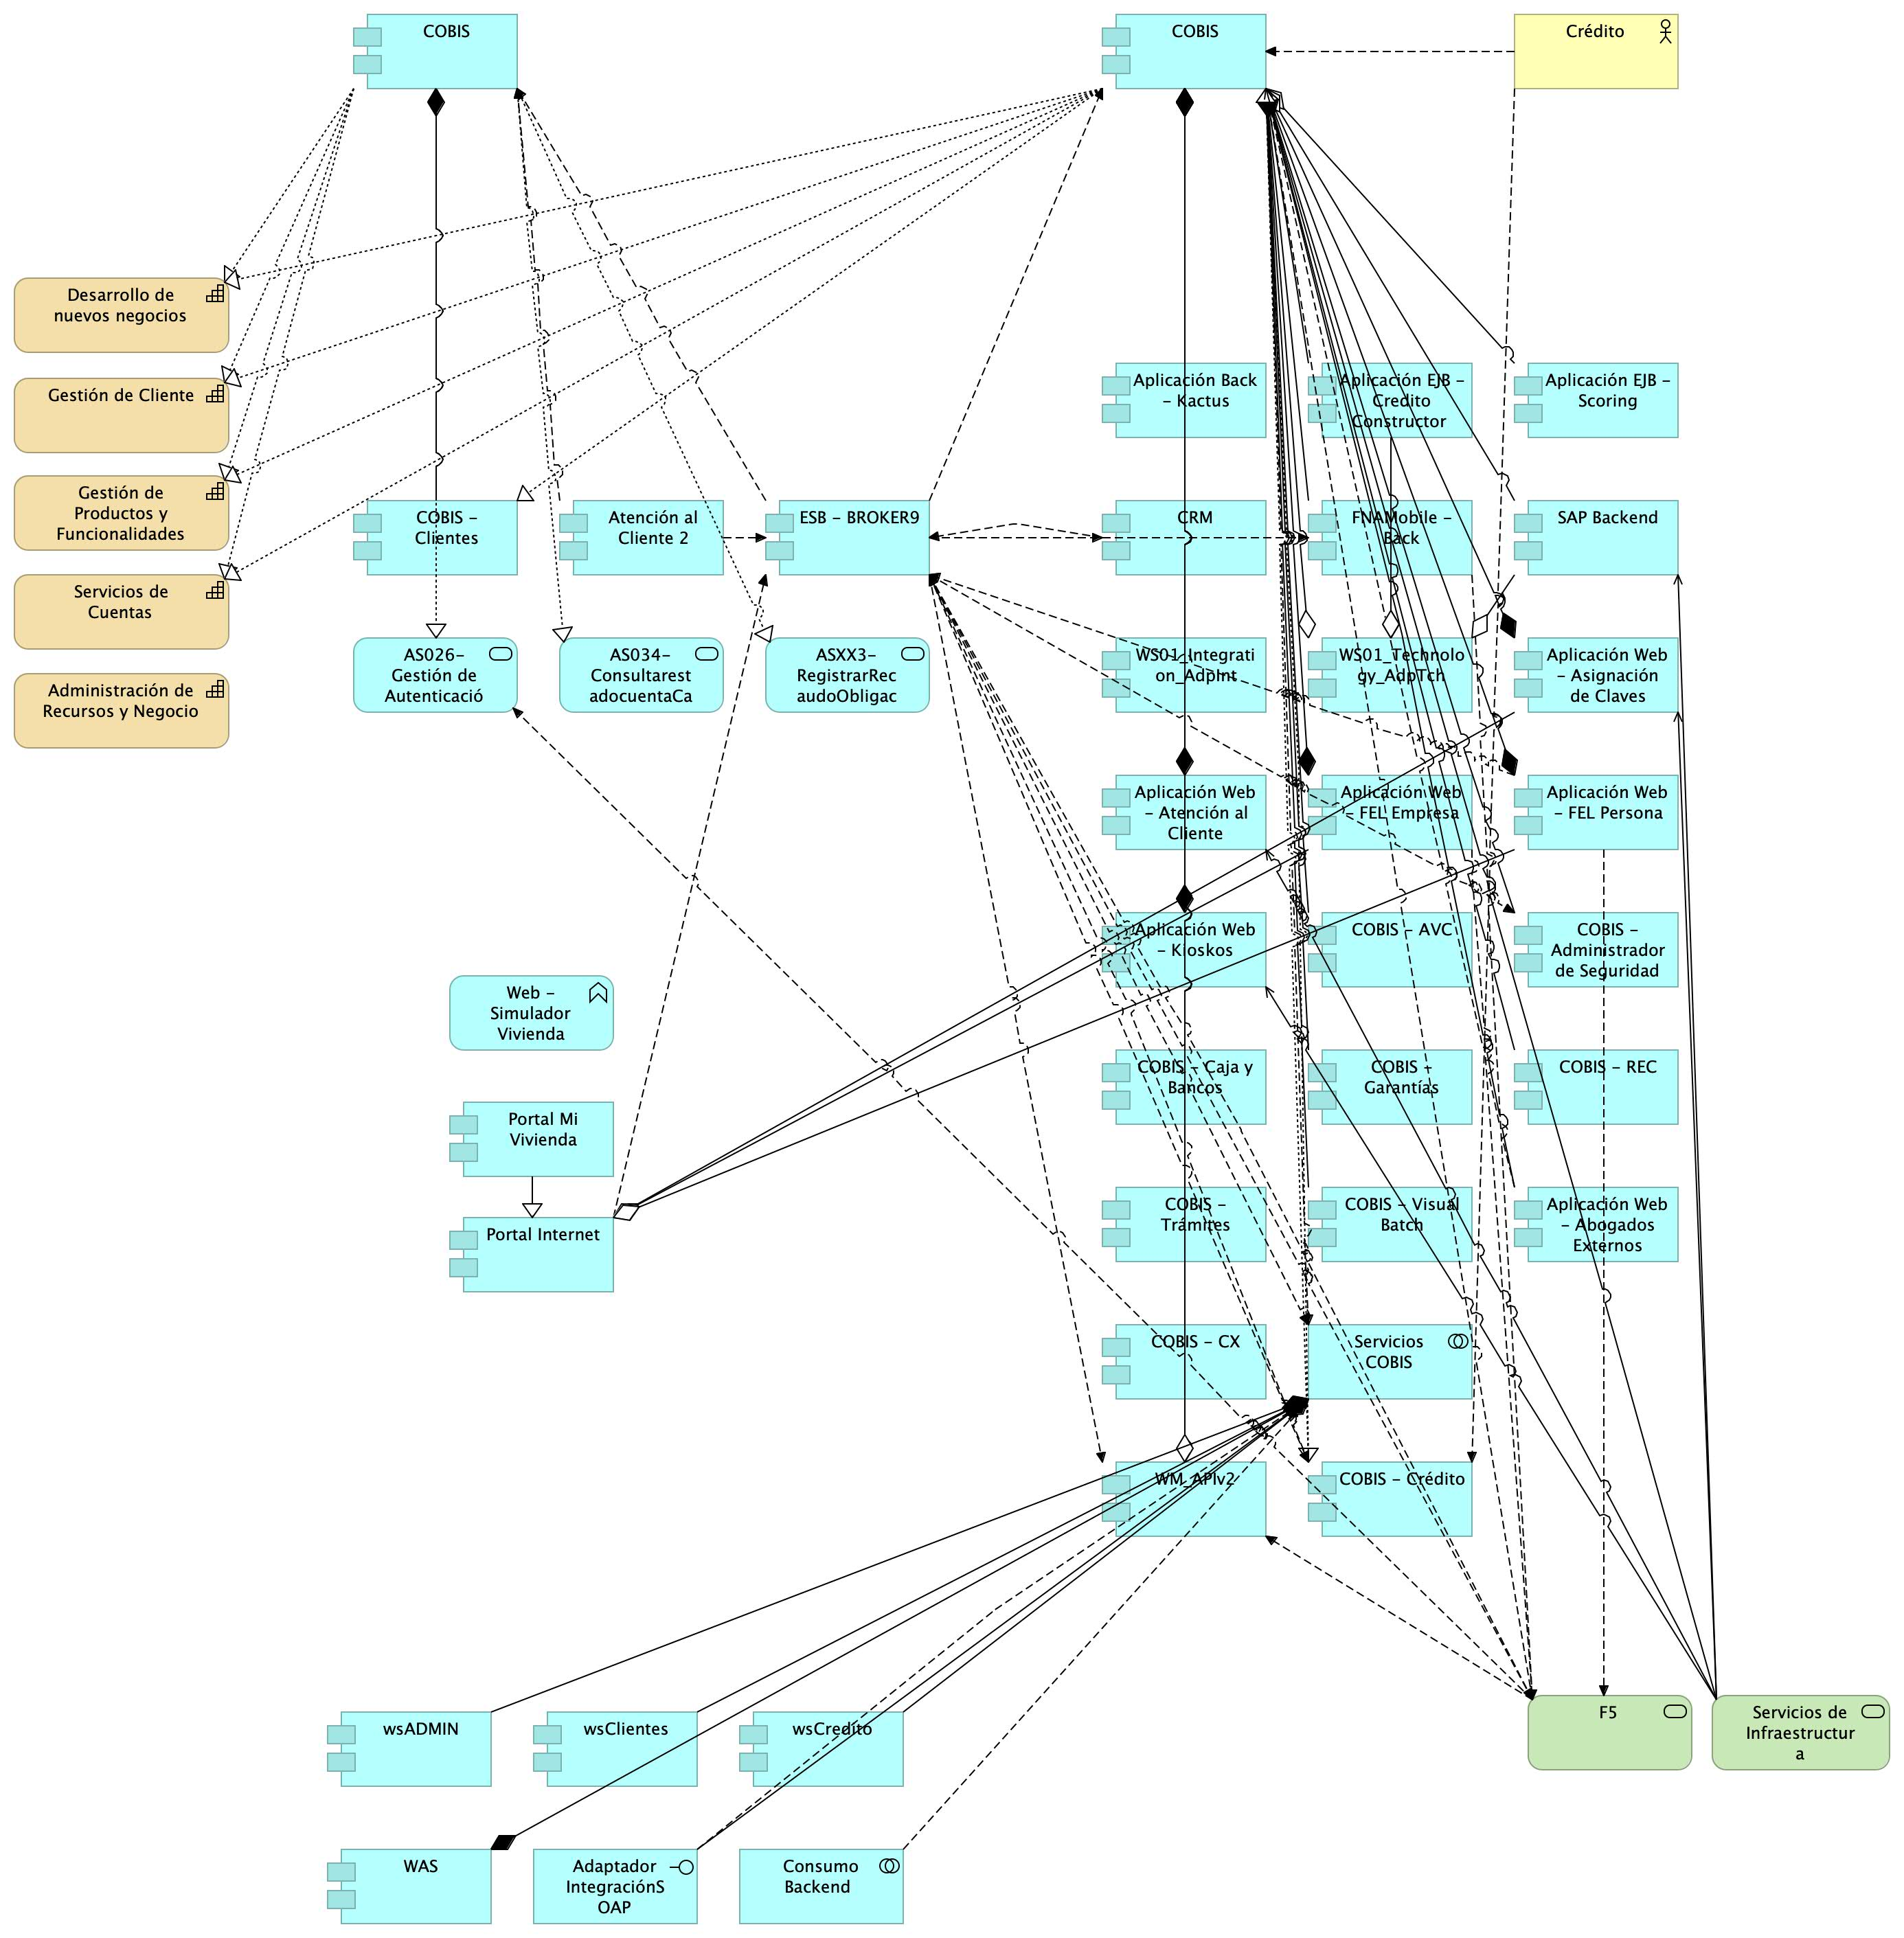 COBIS
COBIS
Crédito
Desarrollo de
nuevos negocios
Gestión de Cliente
Gestión de
Productos y
Funcionalidades
Servicios de
Cuentas
Administración de
Recursos y Negocio
Aplicación Back
– Kactus
Aplicación EJB –
Credito
Constructor
Aplicación EJB –
Scoring
COBIS –
Clientes
Atención al
Cliente 2
ESB – BROKER9
CRM
FNAMobile –
Back
SAP Backend
AS026-
Gestión de
Autenticació
AS034-
Consultarest
adocuentaCa
ASXX3-
RegistrarRec
audoObligac
WS01_Integrati
on_AdpInt
WS01_Technolo
gy_AdpTch
Aplicación Web
– Asignación
de Claves
Aplicación Web
– Atención al
Cliente
Aplicación Web
– FEL Empresa
Aplicación Web
– FEL Persona
Aplicación Web
– Kioskos
COBIS – AVC
COBIS –
Administrador
de Seguridad
Web –
Simulador
Vivienda
COBIS – Caja y
Bancos
COBIS –
Garantías
COBIS – REC
Portal Mi
Vivienda
COBIS –
Trámites
COBIS – Visual
Batch
Aplicación Web
– Abogados
Externos
Portal Internet
COBIS – CX
Servicios
COBIS
WM_APIv2
COBIS – Crédito
wsADMIN
wsClientes
wsCredito
F5
Servicios de
Infraestructur
a
WAS
Adaptador
IntegraciónS
OAP
Consumo
Backend